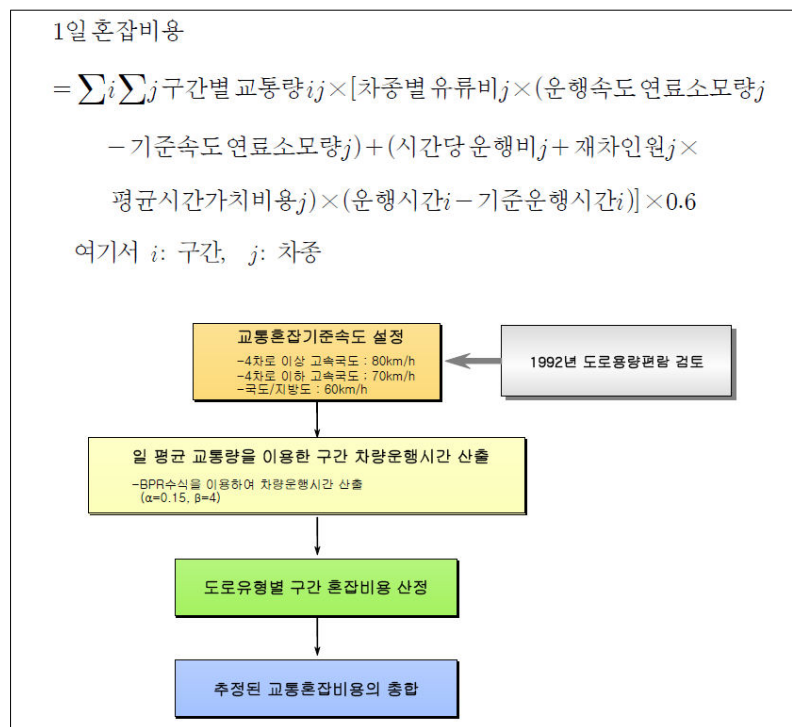 1일 혼잡비용
= ∑i∑j 구간별 교통량ij×[차종별 유류비j×(운행속도 연료소모량j
－기준속도 연료소모량j)+(시간당 운행비j+재차인원j×
평균시간가치비용j)×(운행시간i－기준운행시간i)]×0.6
여기서 i: 구간, j: 차종
교통혼잡기준속도 설정
-4차로 이상 고속국도 : 80km/h
-4차로 이하 고속국도 : 70km/h
-국도/지방도 : 60km/h
1992년 도로용량편람 검토
일 평균 교통량을 이용한 구간 차량운행시간 산출
-BPR수식을 이용하여 차량운행시간 산출
(α=0.15, β=4)
도로유형별 구간 혼잡비용 산정
추정된 교통혼잡비용의 총합